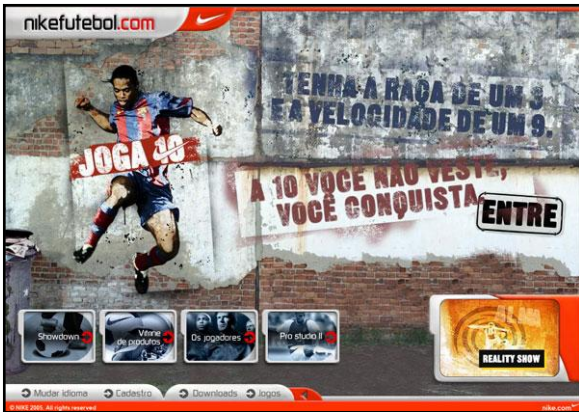 nikefutebol.com
TENHA A RAÇA DE UM 3
E A VELOCIDADE DE UM 9.
JOGA 10
A 10 VOCÊ NÃO VESTE,
VOCÊ CONQUISTA.
ENTRE
Showdown
Vitrine
de produtos
Os jogadores
Pro studio II
REALITY SHOW
Mudar idioma
Cadastro
Downloads
Jogos
© NIKE 2005. All rights reserved
nike.com